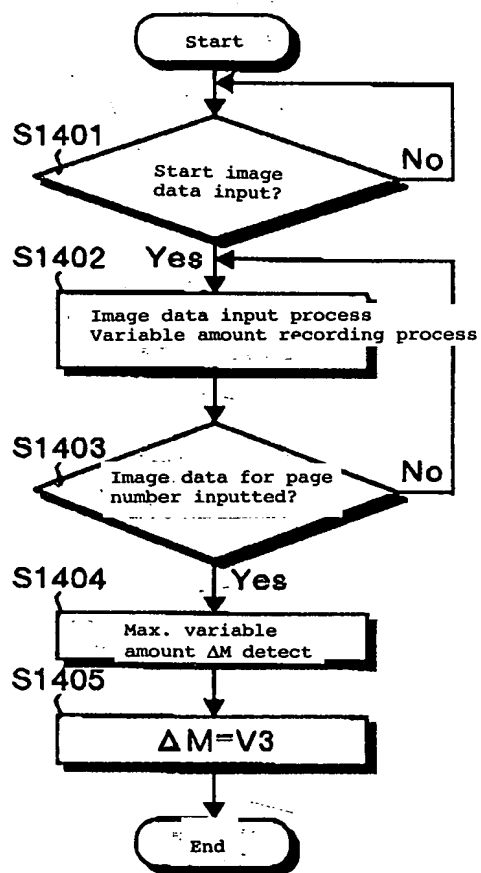 Start
S1401
Start image
data input?
No
Yes
S1402
Image data input process
Variable amount recording process
S1403
Image data for page
number inputted?
No
Yes
S1404
Max. variable
amount ΔM detect
S1405
ΔM=V3
End